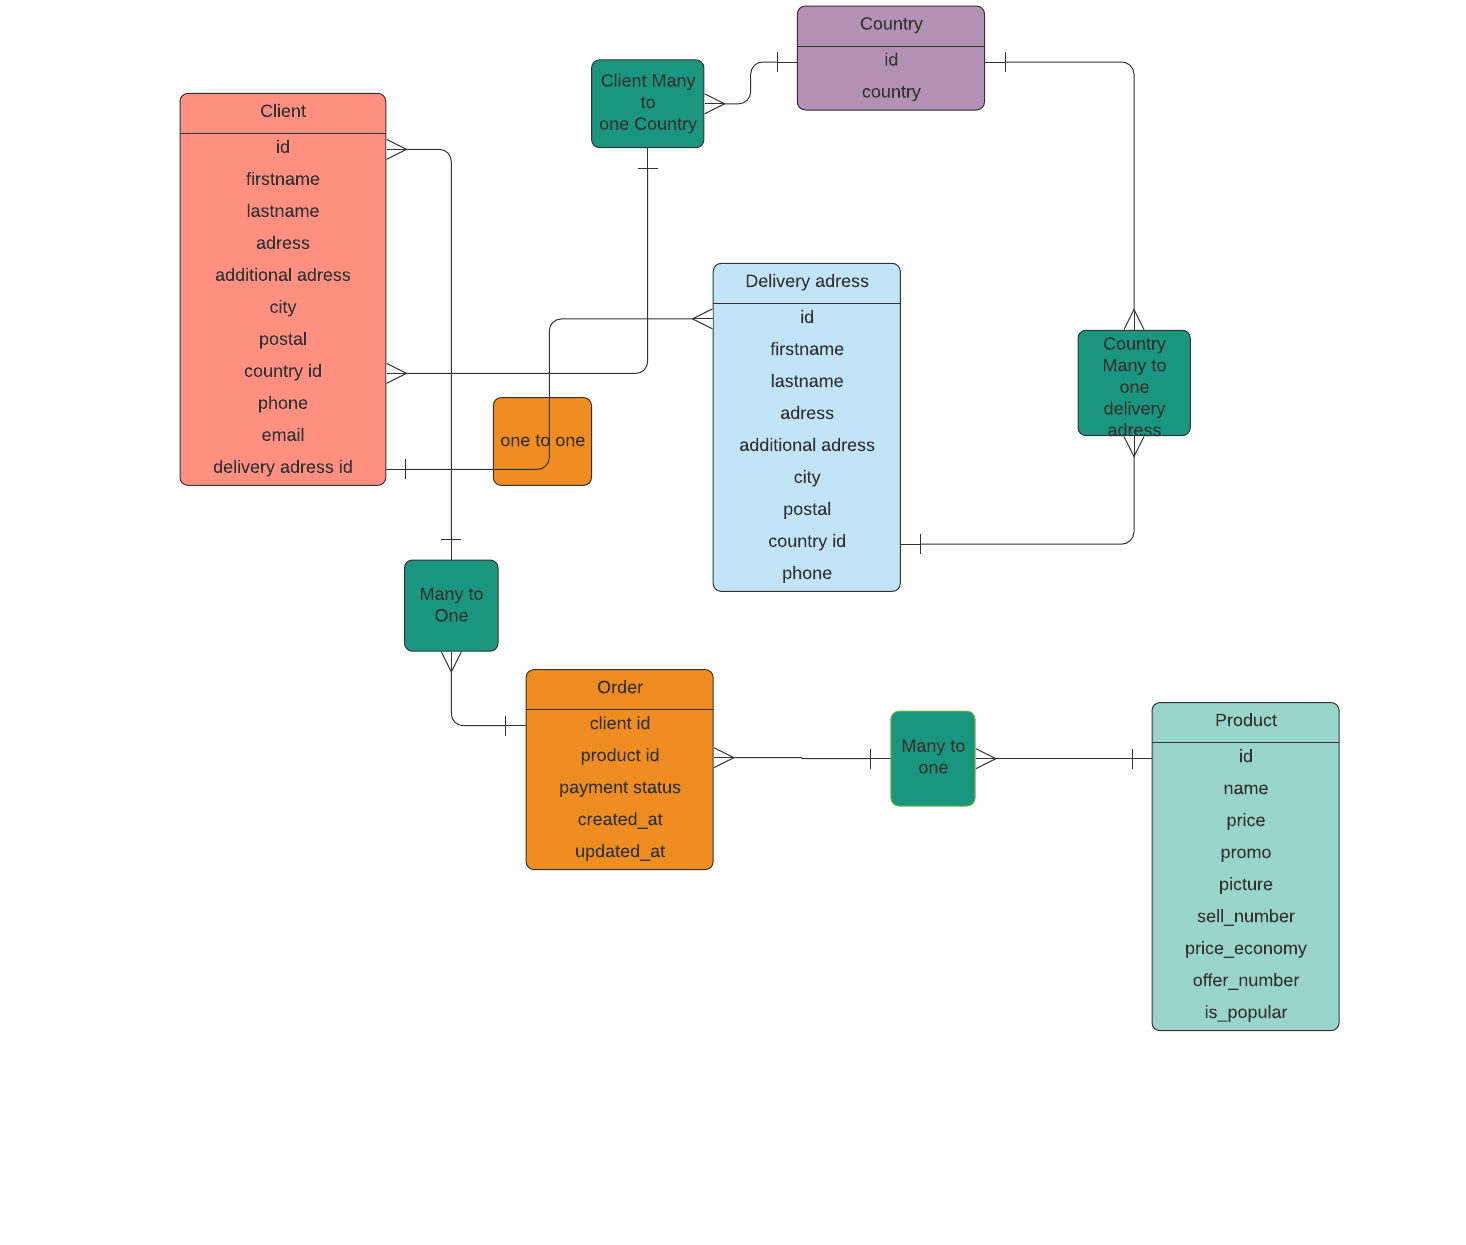 Country
id
country
Client Many
to
one Country
Client
id
firstname
lastname
adress
additional adress
city
postal
country id
phone
email
delivery adress id
one to one
Delivery adress
id
firstname
lastname
adress
additional adress
city
postal
country id
phone
Country
Many to
one
delivery
adress
Many to
One
Order
client id
product id
payment status
created_at
updated_at
Many to
one
Product
id
name
price
promo
picture
sell_number
price_economy
offer_number
is_popular